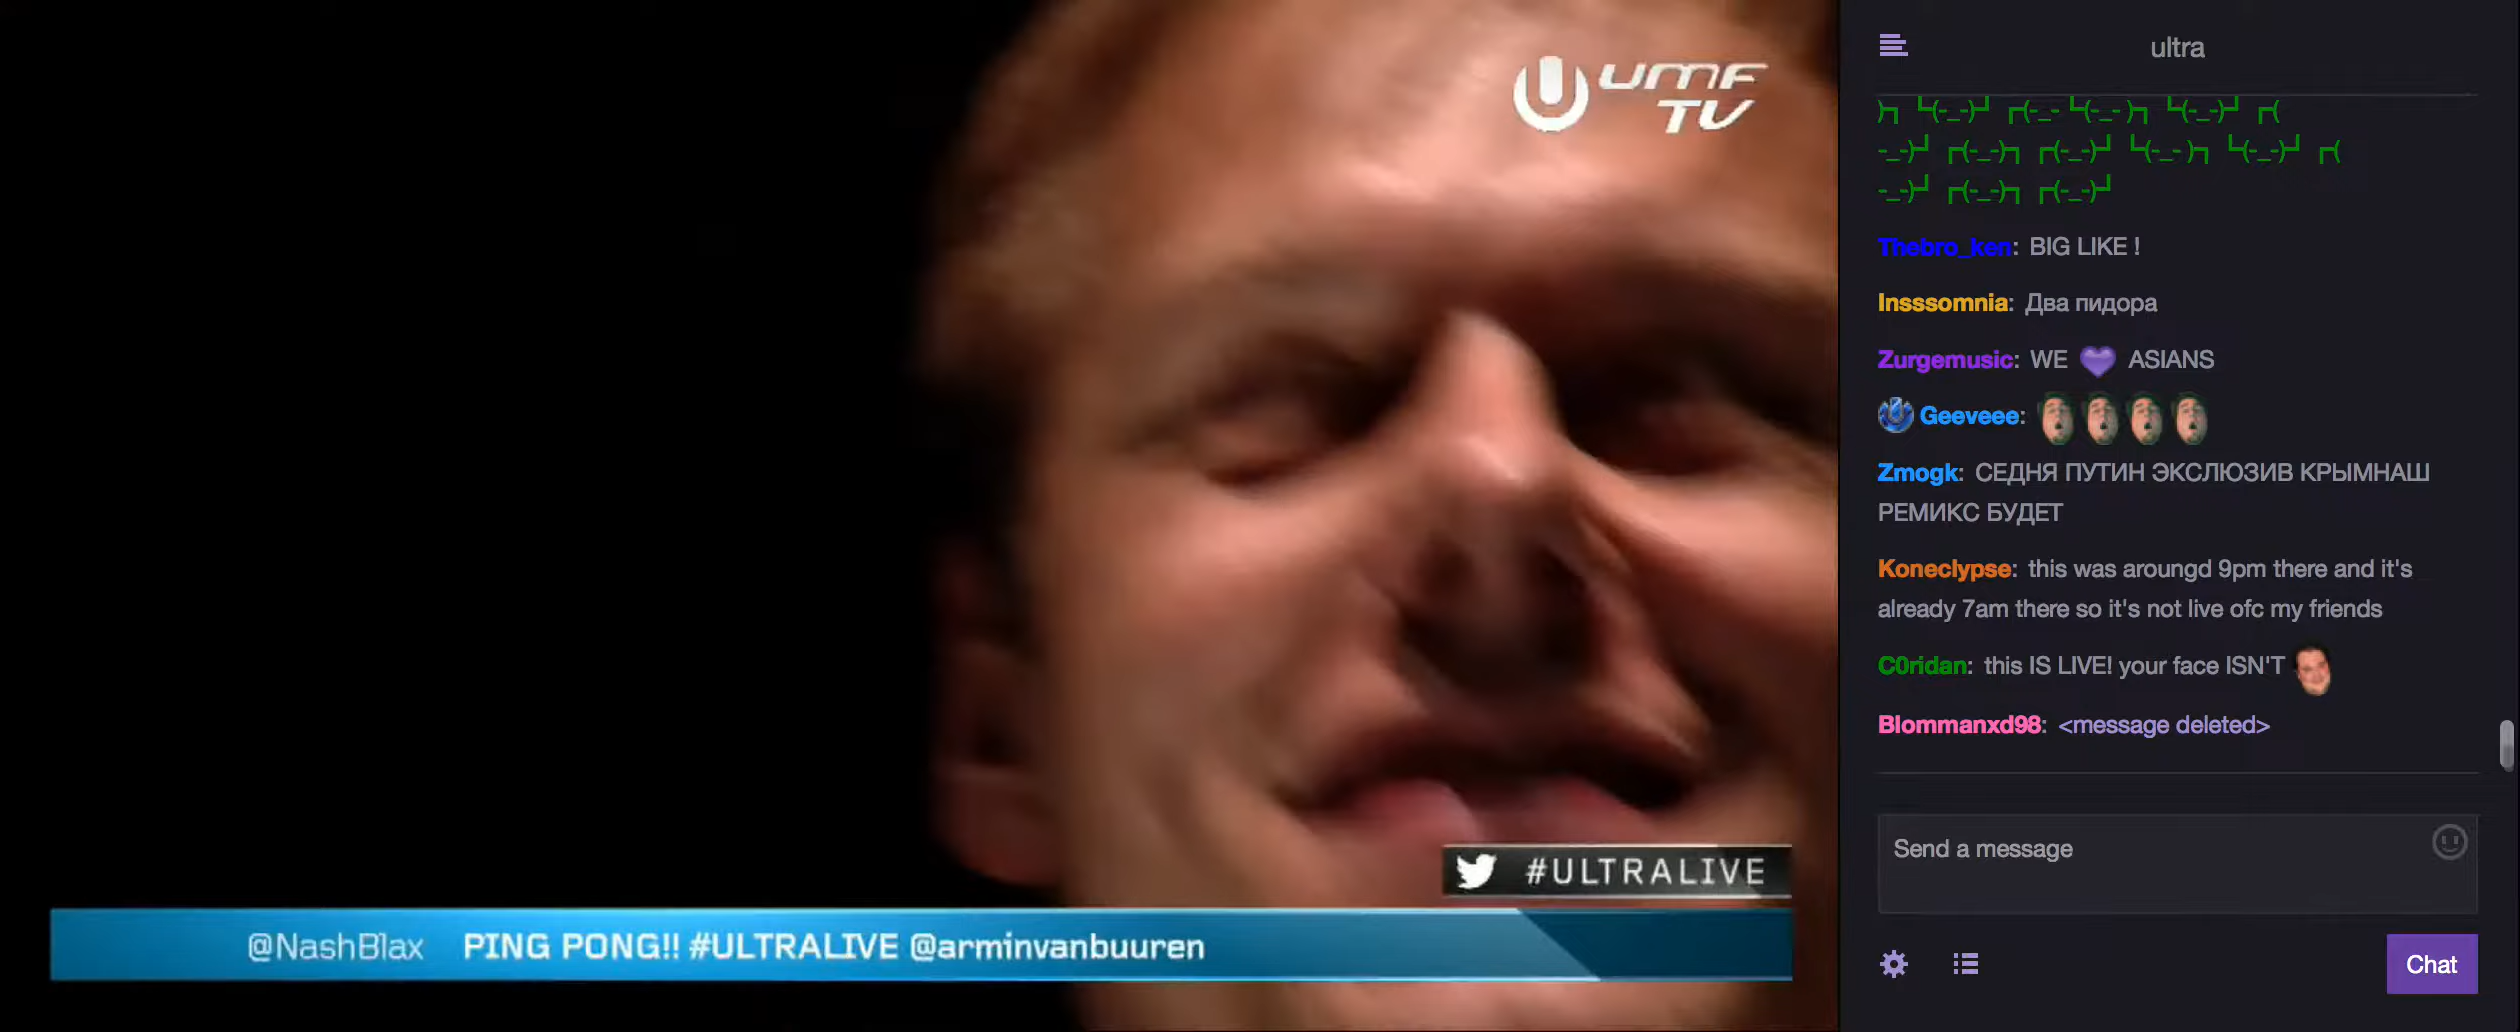 UMF
TV
#ULTRALIVE
@NashBlax PING PONG!! #ULTRALIVE @arminvanbuuren
ultra
)┓ ┗(-_-)┛ ┏(-_- ┗(-_- )┓ ┗(-_-)┛ ┏(
-_-)┛ ┏(-_-)┓ ┏(-_-)┛ ┗(-_- )┓ ┗(-_-)┛ ┏(
-_-)┛ ┏(-_-)┓ ┏(-_-)┛
Thebro_ken: BIG LIKE !
Insssomnia: Два пидора
Zurgemusic: WE 💜 ASIANS
Geeveee:
Zmogk: СЕДНЯ ПУТИН ЭКСЛЮЗИВ КРЫМНАШ
РЕМИКС БУДЕТ
Koneclypse: this was aroungd 9pm there and it's
already 7am there so it's not live ofc my friends
C0ridan: this IS LIVE! your face ISN'T
Blommanxd98: <message deleted>
Send a message
Chat